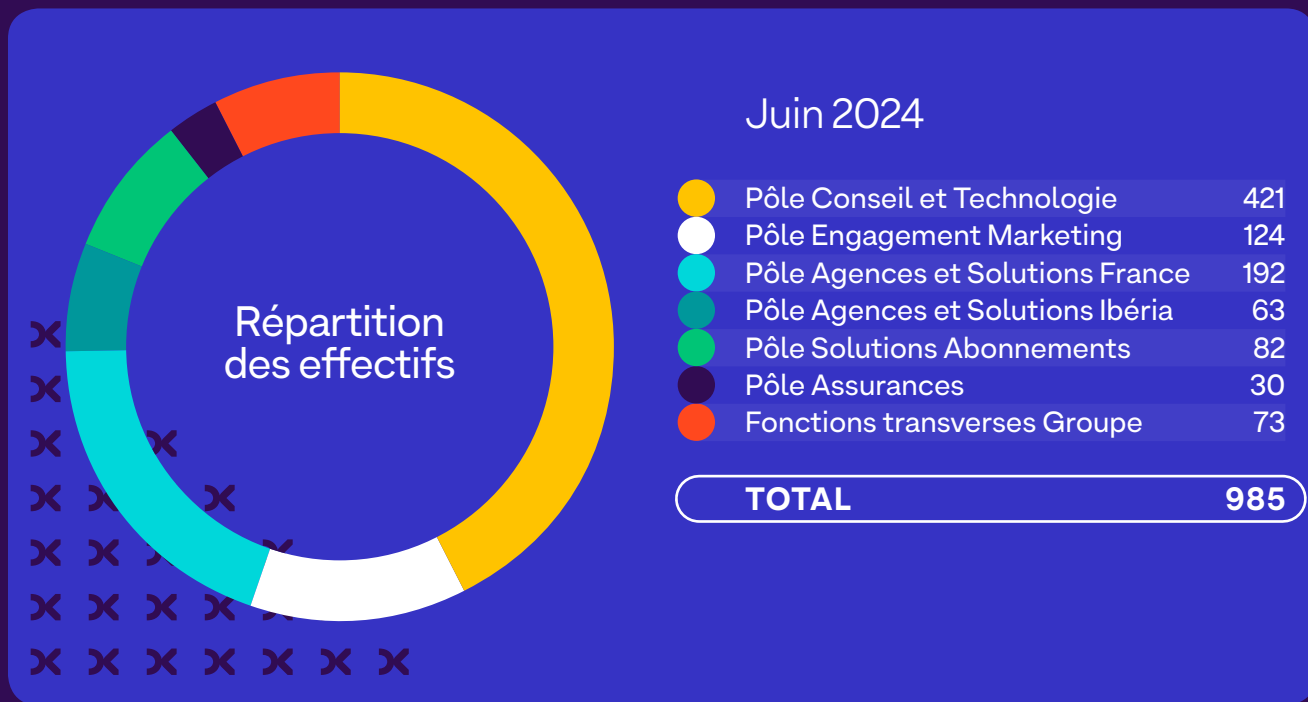 Répartition
des effectifs
Juin 2024
Pôle Conseil et Technologie 421
Pôle Engagement Marketing 124
Pôle Agences et Solutions France 192
Pôle Agences et Solutions Ibéria 63
Pôle Solutions Abonnements 82
Pôle Assurances 30
Fonctions transverses Groupe 73
TOTAL 985